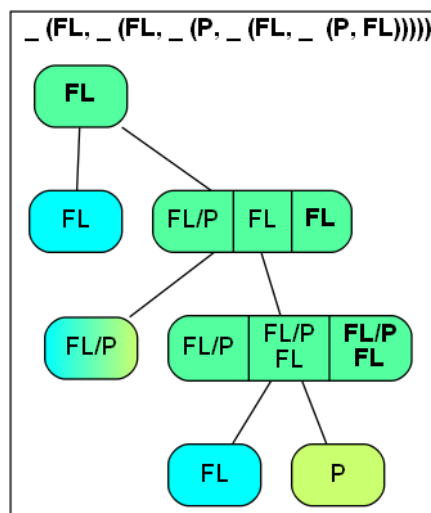 _ (FL, _ (FL, _ (P, _ (FL, _ (P, FL)))))
FL
FL
FL/P FL FL
FL/P
FL/P FL/P FL/P
FL FL
FL P